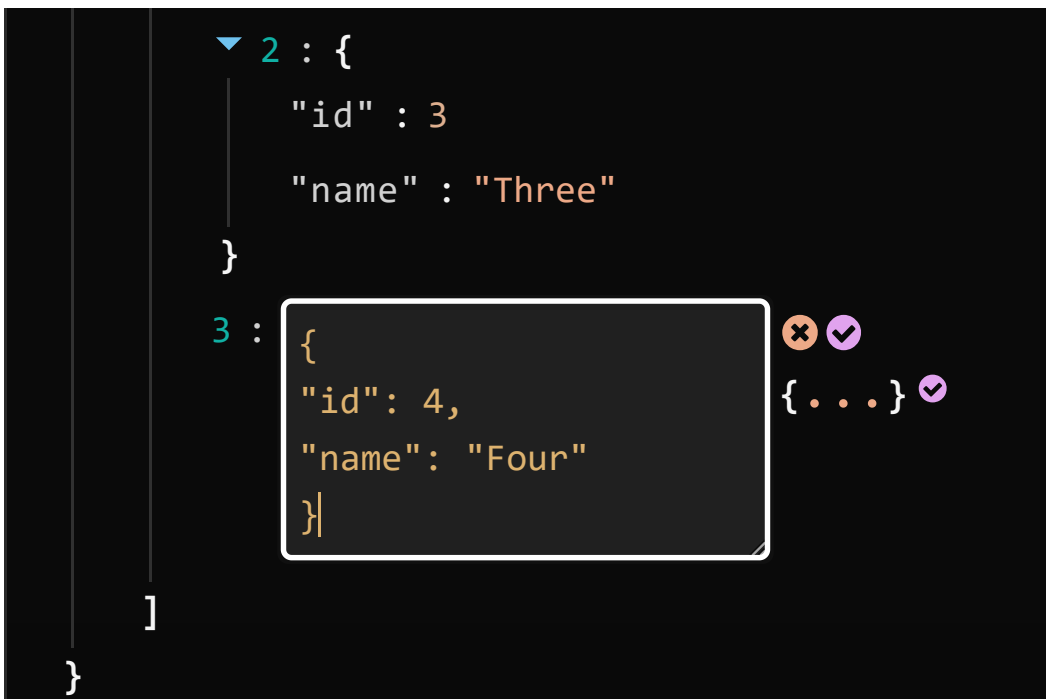 2 : {
"id" : 3
"name" : "Three"
}
3 :
{
"id": 4,
"name": "Four"
}
{...}
]
}